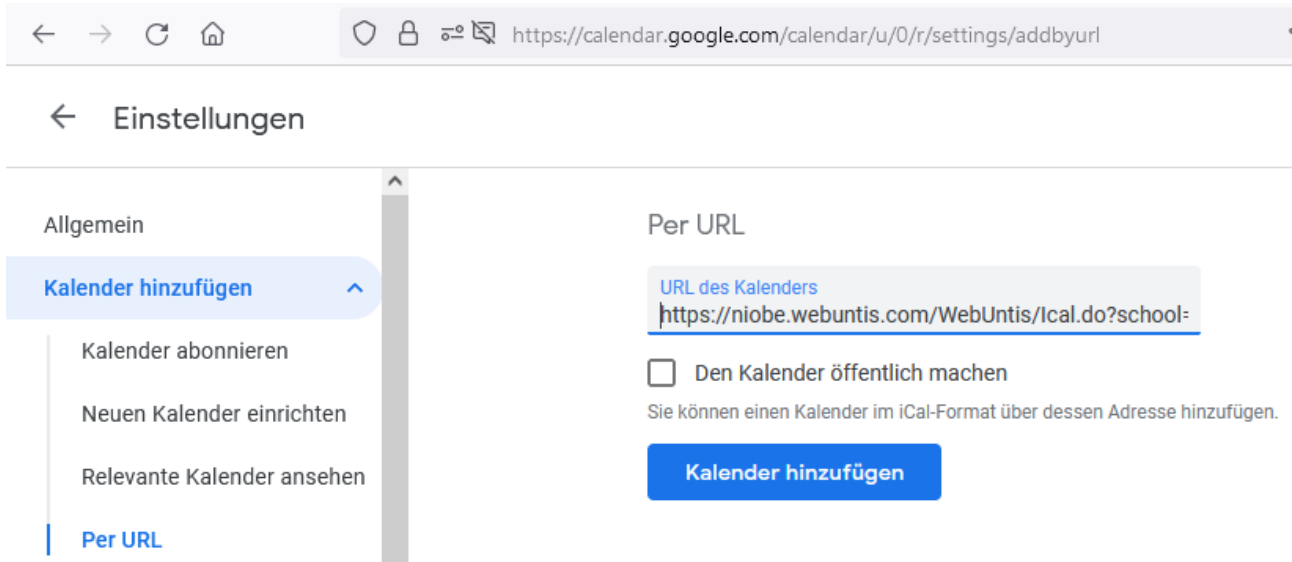 https://calendar.google.com/calendar/u/0/r/settings/addbyurl
Einstellungen
Allgemein
Kalender hinzufügen
Kalender abonnieren
Neuen Kalender einrichten
Relevante Kalender ansehen
Per URL
Per URL
URL des Kalenders
https://niobe.webuntis.com/WebUntis/Ical.do?school=
Den Kalender öffentlich machen
Sie können einen Kalender im iCal-Format über dessen Adresse hinzufügen.
Kalender hinzufügen